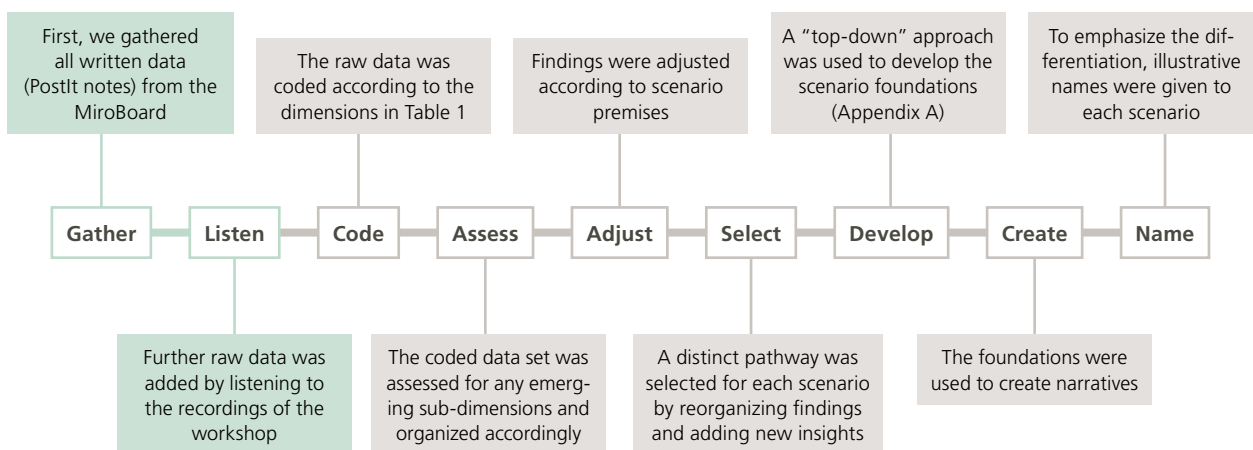 First, we gathered
all written data
(PostIt notes) from the
MiroBoard
The raw data was
coded according to the
dimensions in Table 1
Findings were adjusted
according to scenario
premises
A “top-down” approach
was used to develop the
scenario foundations
(Appendix A)
To emphasize the dif-
ferentiation, illustrative
names were given to
each scenario
Gather
Listen
Code
Assess
Adjust
Select
Develop
Create
Name
Further raw data was
added by listening to
the recordings of the
workshop
The coded data set was
assessed for any emerg-
ing sub-dimensions and
organized accordingly
A distinct pathway was
selected for each scenario
by reorganizing findings
and adding new insights
The foundations were
used to create narratives